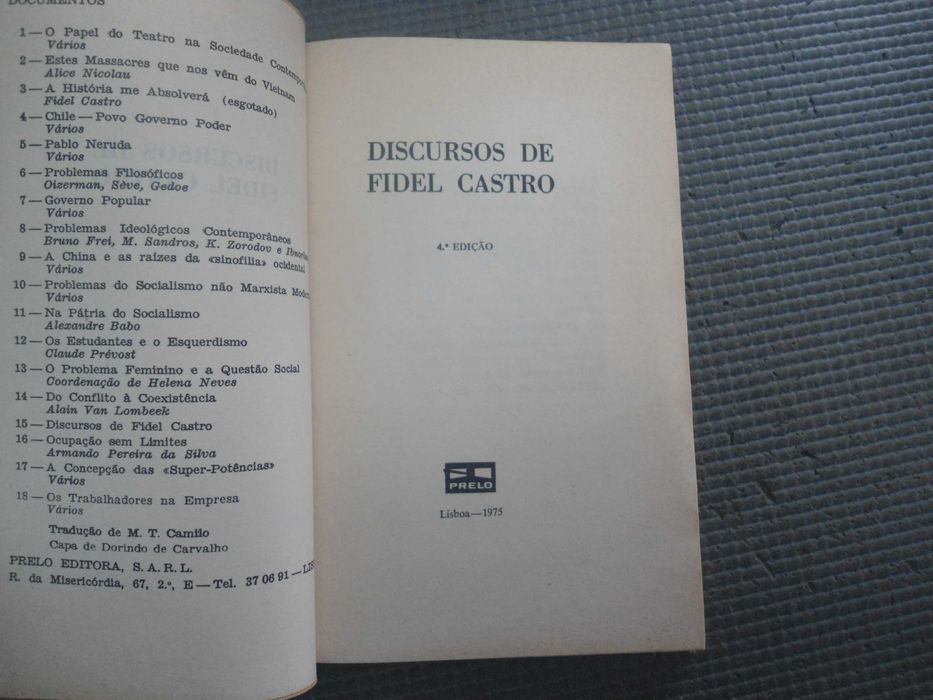 DOCUMENTOS
1 — O Papel do Teatro na Sociedade
Vários
2 — Estes Massacres que nos vêm do Vietnam
Alice Nicolau
3 — A História me Absolverá (esgotado)
Fidel Castro
4 — Chile — Povo Governo Poder
Vários
5 — Pablo Neruda
Vários
6 — Problemas Filosóficos
Oizerman, Sève, Gedoe
7 — Governo Popular
Vários
8 — Problemas Ideológicos Contemporâneos
Bruno Frei, M. Sandros, K. Zorodov e
9 — A China e as raízes da «sinofilia» ocidental
Vários
10 — Problemas do Socialismo não Marxista
Vários
11 — Na Pátria do Socialismo
Alexandre Babo
12 — Os Estudantes e o Esquerdismo
Claude Prévost
13 — O Problema Feminino e a Questão Social
Coordenação de Helena Neves
14 — Do Conflito à Coexistência
Alain Van Lombeek
15 — Discursos de Fidel Castro
16 — Ocupação sem Limites
Armando Pereira da Silva
17 — A Concepção das «Super-Potências»
Vários
18 — Os Trabalhadores na Empresa
Vários
Tradução de M. T. Camilo
Capa de Dorindo de Carvalho
PRELO EDITORA, S. A. R. L.
R. da Misericórdia, 67, 2.º, E — Tel. 37 06 91 —
DISCURSOS DE
FIDEL CASTRO
4.ª EDIÇÃO
PRELO
Lisboa — 1975